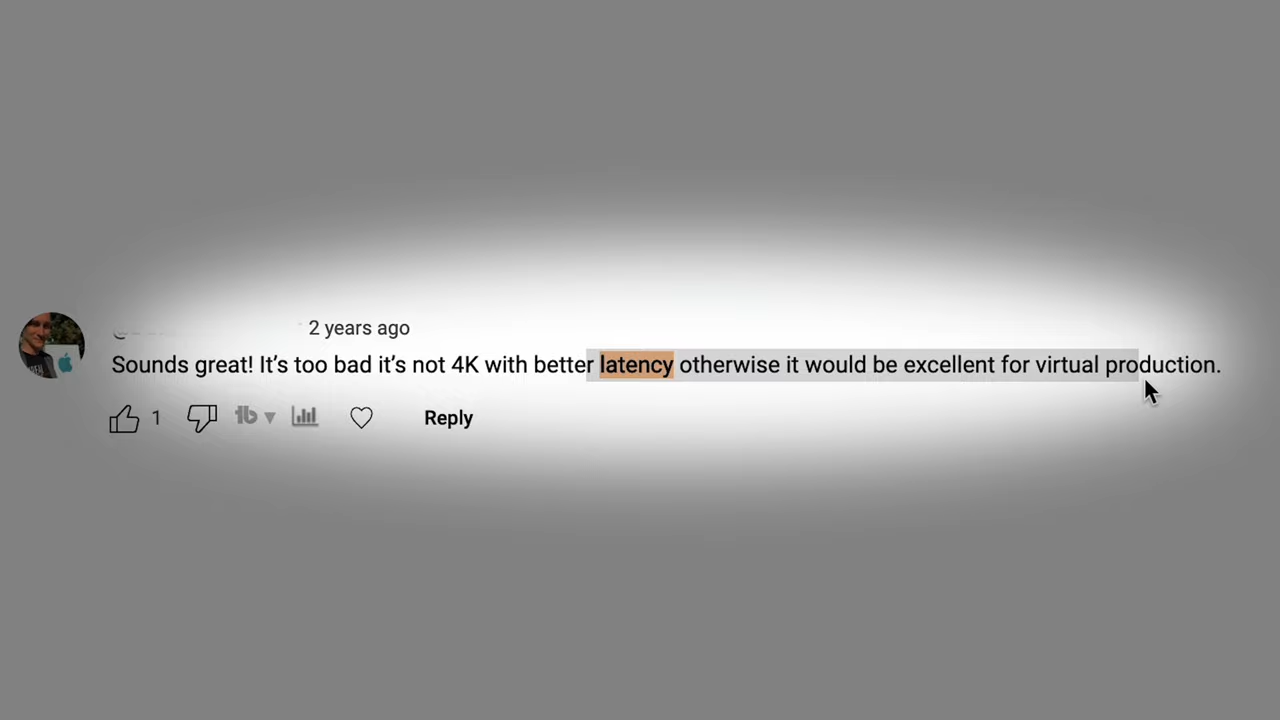 2 years ago
Sounds great! It’s too bad it’s not 4K with better latency otherwise it would be excellent for virtual production.
1 tb Reply